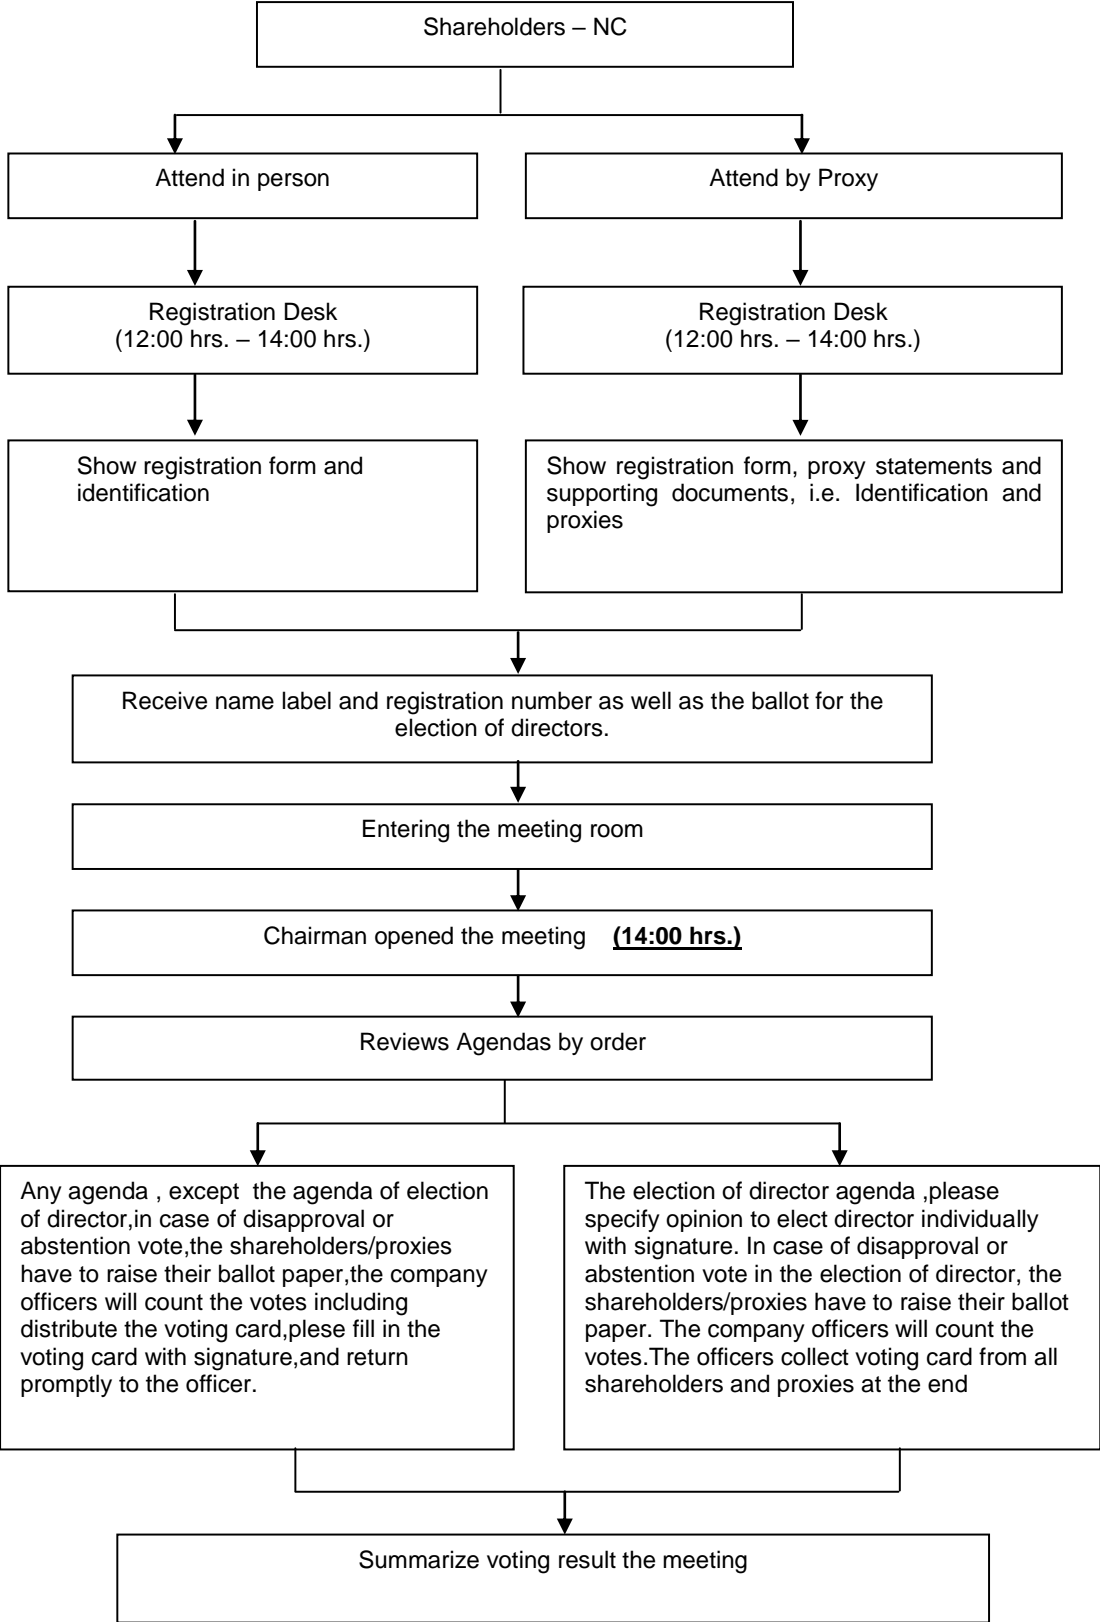 Shareholders – NC
Attend in person
Attend by Proxy
Registration Desk
(12:00 hrs. – 14:00 hrs.)
Registration Desk
(12:00 hrs. – 14:00 hrs.)
Show registration form and
identification
Show registration form, proxy statements and
supporting documents, i.e. Identification and
proxies
Receive name label and registration number as well as the ballot for the
election of directors.
Entering the meeting room
Chairman opened the meeting (14:00 hrs.)
Reviews Agendas by order
Any agenda , except the agenda of election
of director,in case of disapproval or
abstention vote,the shareholders/proxies
have to raise their ballot paper,the company
officers will count the votes including
distribute the voting card,plese fill in the
voting card with signature,and return
promptly to the officer.
The election of director agenda ,please
specify opinion to elect director individually
with signature. In case of disapproval or
abstention vote in the election of director, the
shareholders/proxies have to raise their ballot
paper. The company officers will count the
votes.The officers collect voting card from all
shareholders and proxies at the end
Summarize voting result the meeting